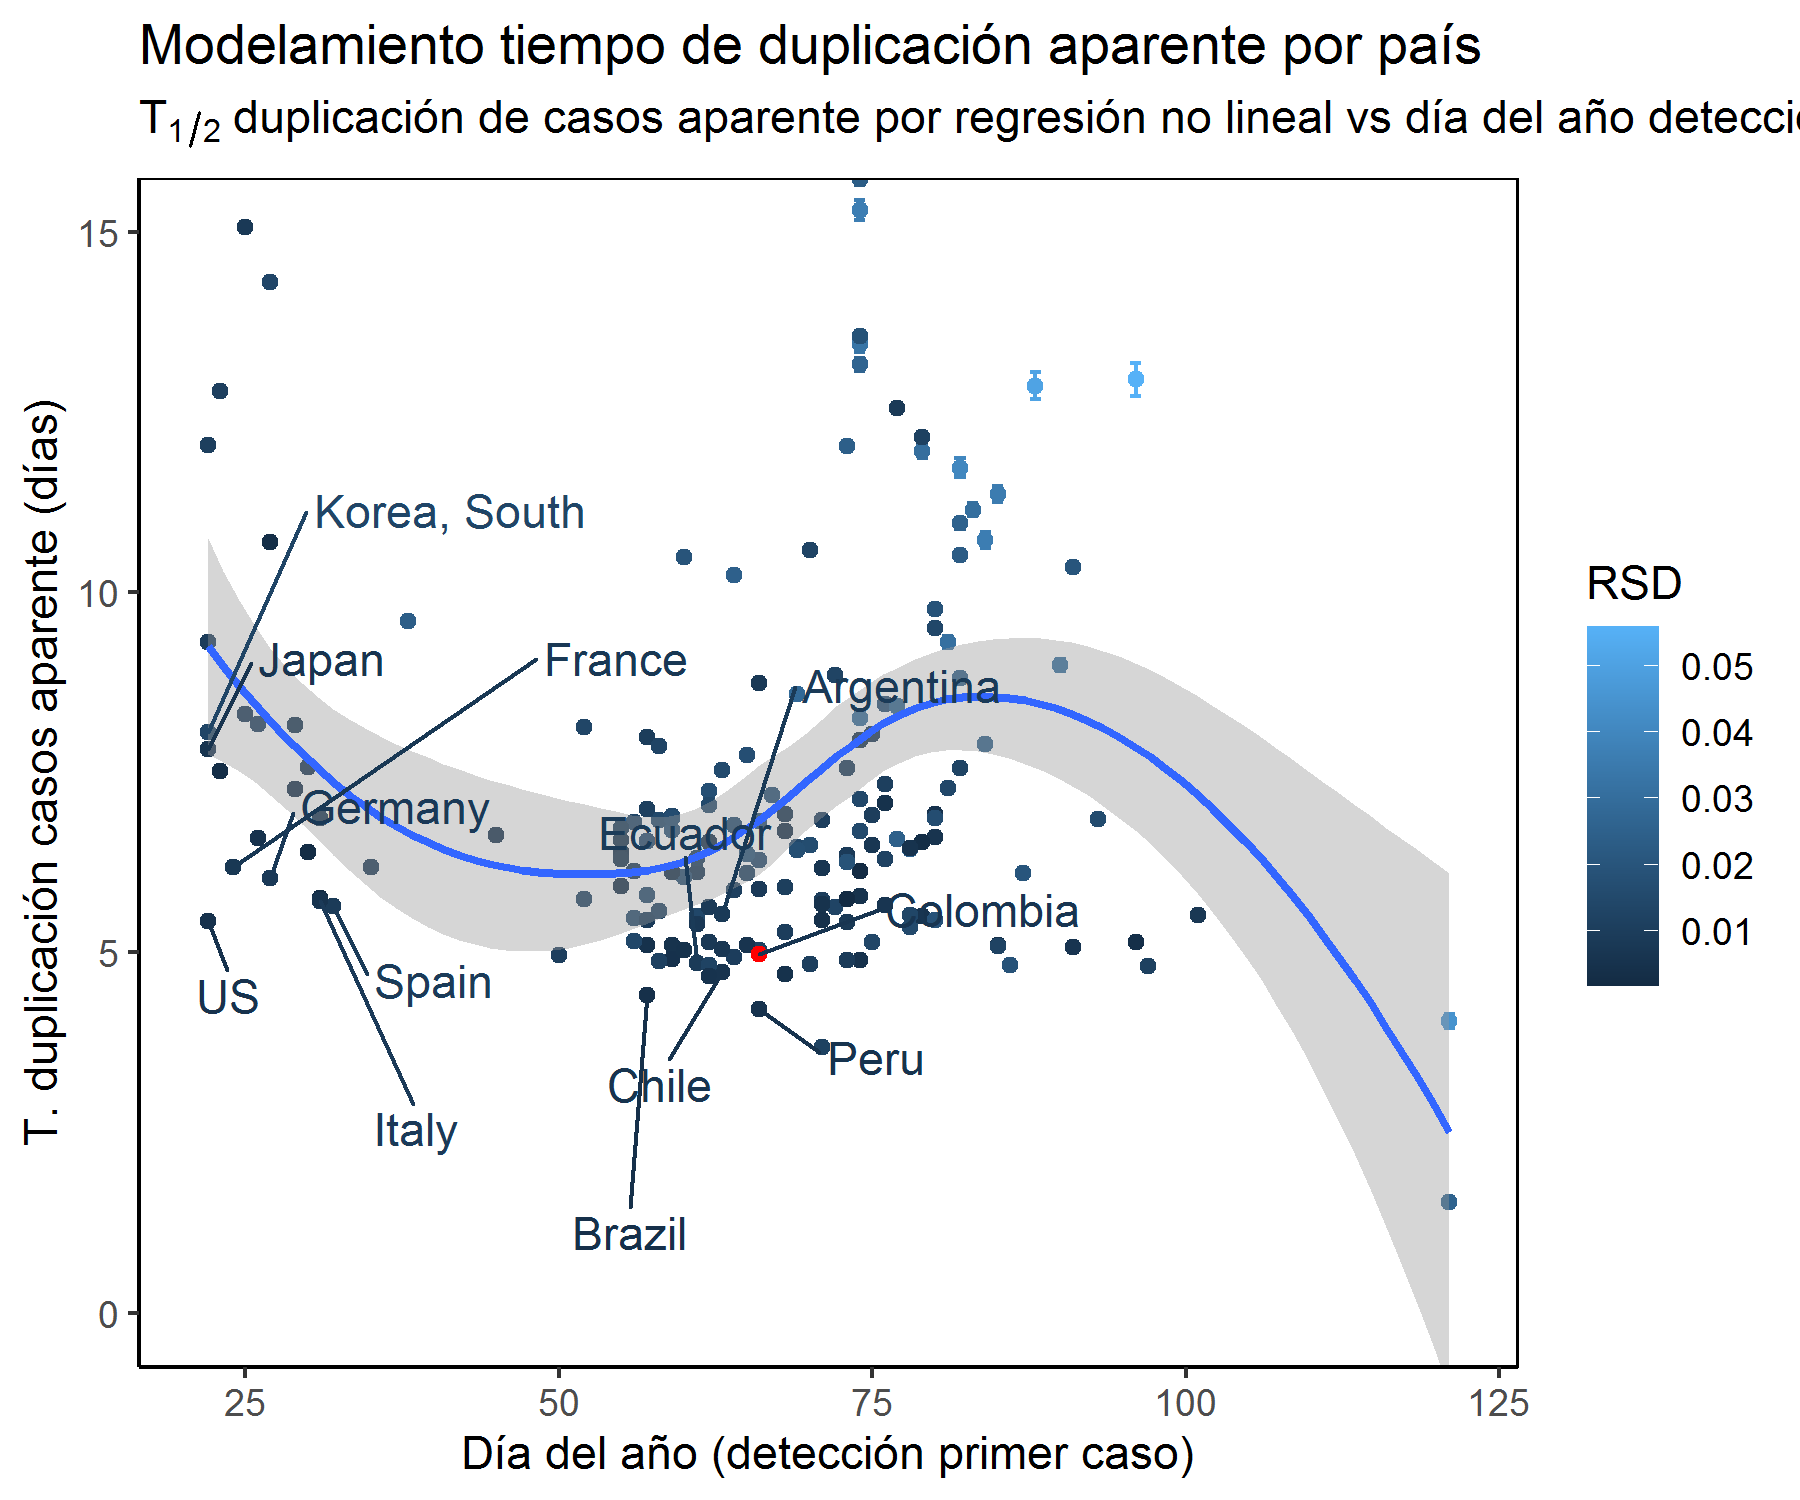 Modelamiento tiempo de duplicación aparente por país
T1/2 duplicación de casos aparente por regresión no lineal vs día del año detecci
T. duplicación casos aparente (días)
15
10
5
0
Korea, South
Japan
France
Argentina
Germany
Ecuador
Colombia
US
Spain
Peru
Chile
Italy
Brazil
25
50
75
100
125
Día del año (detección primer caso)
RSD
0.05
0.04
0.03
0.02
0.01